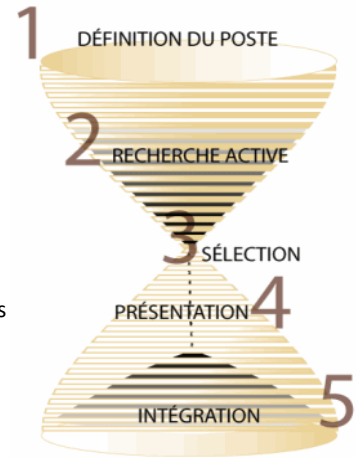 1 DÉFINITION DU POSTE
2 RECHERCHE ACTIVE
3 SÉLECTION
s
PRÉSENTATION 4
INTÉGRATION 5